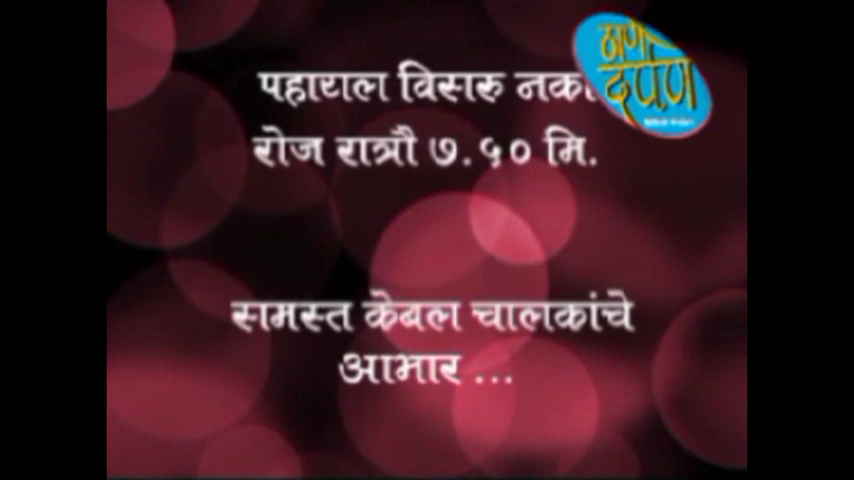 ठाणे
दर्पण
पहायला विसरु नका
रोज रात्रौ ७.५० मि.
समस्त केबल चालकांचे
आभार ...